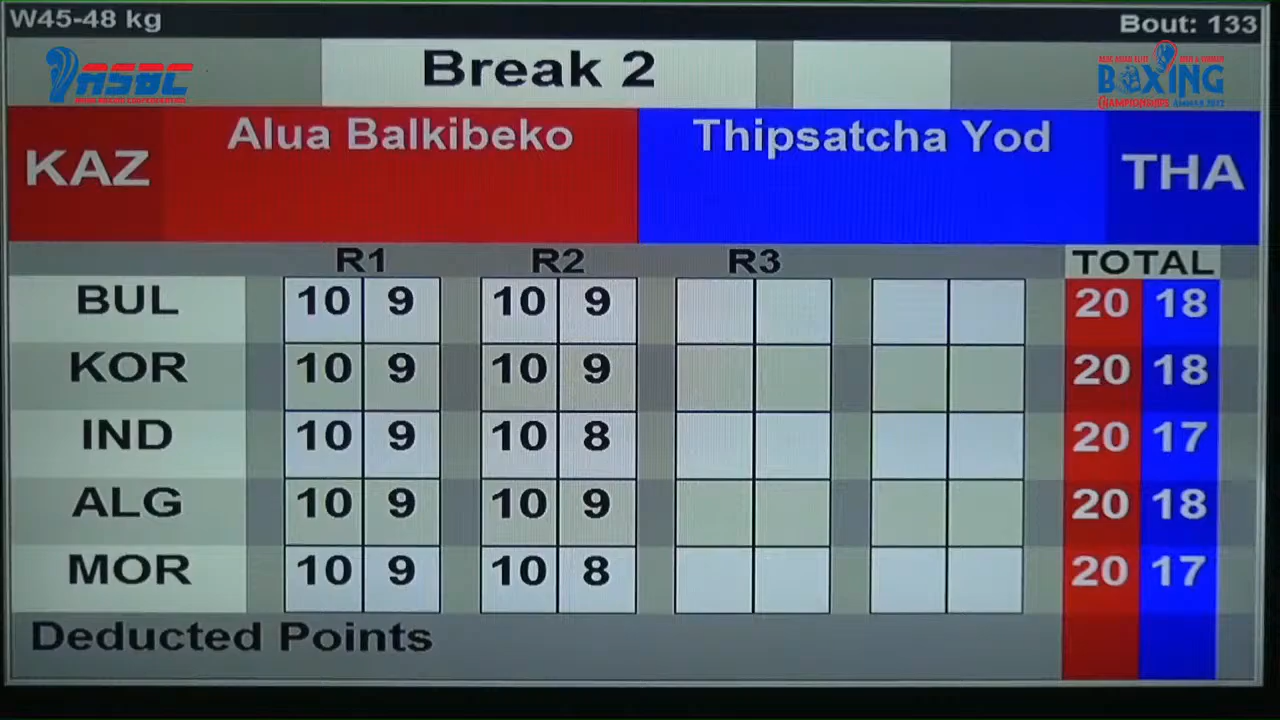 W45-48 kg
Bout: 133
ASBC
Break 2
BOXING
KAZ
Alua Balkibeko
Thipsatcha Yod
THA
R1 R2 R3 TOTAL
BUL 10 9 10 9 20 18
KOR 10 9 10 9 20 18
IND 10 9 10 8 20 17
ALG 10 9 10 9 20 18
MOR 10 9 10 8 20 17
Deducted Points